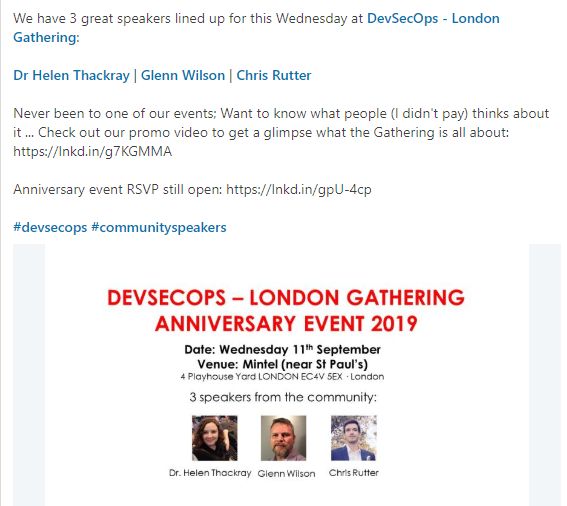 We have 3 great speakers lined up for this Wednesday at DevSecOps - London
Gathering:
Dr Helen Thackray | Glenn Wilson | Chris Rutter
Never been to one of our events; Want to know what people (I didn't pay) thinks about
it ... Check out our promo video to get a glimpse what the Gathering is all about:
https://lnkd.in/g7KGMMA
Anniversary event RSVP still open: https://lnkd.in/gpU-4cp
#devsecops #communityspeakers
DEVSECOPS – LONDON GATHERING
ANNIVERSARY EVENT 2019
Date: Wednesday 11th September
Venue: Mintel (near St Paul's)
4 Playhouse Yard LONDON EC4V 5EX · London
3 speakers from the community:
Dr. Helen Thackray Glenn Wilson Chris Rutter